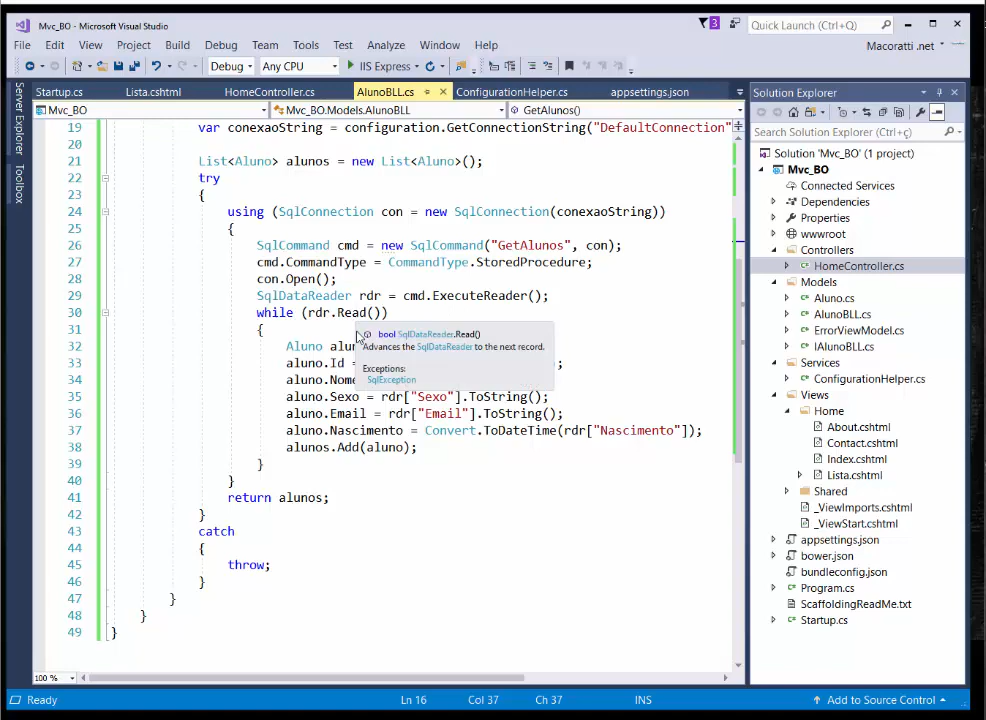 Mvc_BO - Microsoft Visual Studio
3
Quick Launch (Ctrl+Q)
File Edit View Project Build Debug Team Tools Test Analyze Window Help
Macoratti .net
Debug Any CPU IIS Express
Startup.cs Lista.cshtml HomeController.cs AlunoBLL.cs ConfigurationHelper.cs appsettings.json
Mvc_BO Mvc_BO.Models.AlunoBLL GetAlunos()
Server Explorer
Toolbox
19 var conexaoString = configuration.GetConnectionString("DefaultConnection"
20
21 List<Aluno> alunos = new List<Aluno>();
22 try
23 {
24 using (SqlConnection con = new SqlConnection(conexaoString))
25 {
26 SqlCommand cmd = new SqlCommand("GetAlunos", con);
27 cmd.CommandType = CommandType.StoredProcedure;
28 con.Open();
29 SqlDataReader rdr = cmd.ExecuteReader();
30 while (rdr.Read())
31 {
32 Aluno
33 aluno.Id = ;
34 aluno.Nome
35 aluno.Sexo = rdr["Sexo"].ToString();
36 aluno.Email = rdr["Email"].ToString();
37 aluno.Nascimento = Convert.ToDateTime(rdr["Nascimento"]);
38 alunos.Add(aluno);
39 }
40 }
41 return alunos;
42 }
43 catch
44 {
45 throw;
46 }
47 }
48 }
49 }
bool SqlDataReader.Read()
Advances the SqlDataReader to the next record.
Exceptions:
SqlException
Solution Explorer
Search Solution Explorer (Ctrl+ç)
Solution 'Mvc_BO' (1 project)
Mvc_BO
Connected Services
Dependencies
Properties
wwwroot
Controllers
HomeController.cs
Models
Aluno.cs
AlunoBLL.cs
ErrorViewModel.cs
IAlunoBLL.cs
Services
ConfigurationHelper.cs
Views
Home
About.cshtml
Contact.cshtml
Index.cshtml
Lista.cshtml
Shared
_ViewImports.cshtml
_ViewStart.cshtml
appsettings.json
bower.json
bundleconfig.json
Program.cs
ScaffoldingReadMe.txt
Startup.cs
100 %
Ready Ln 16 Col 37 Ch 37 INS Add to Source Control